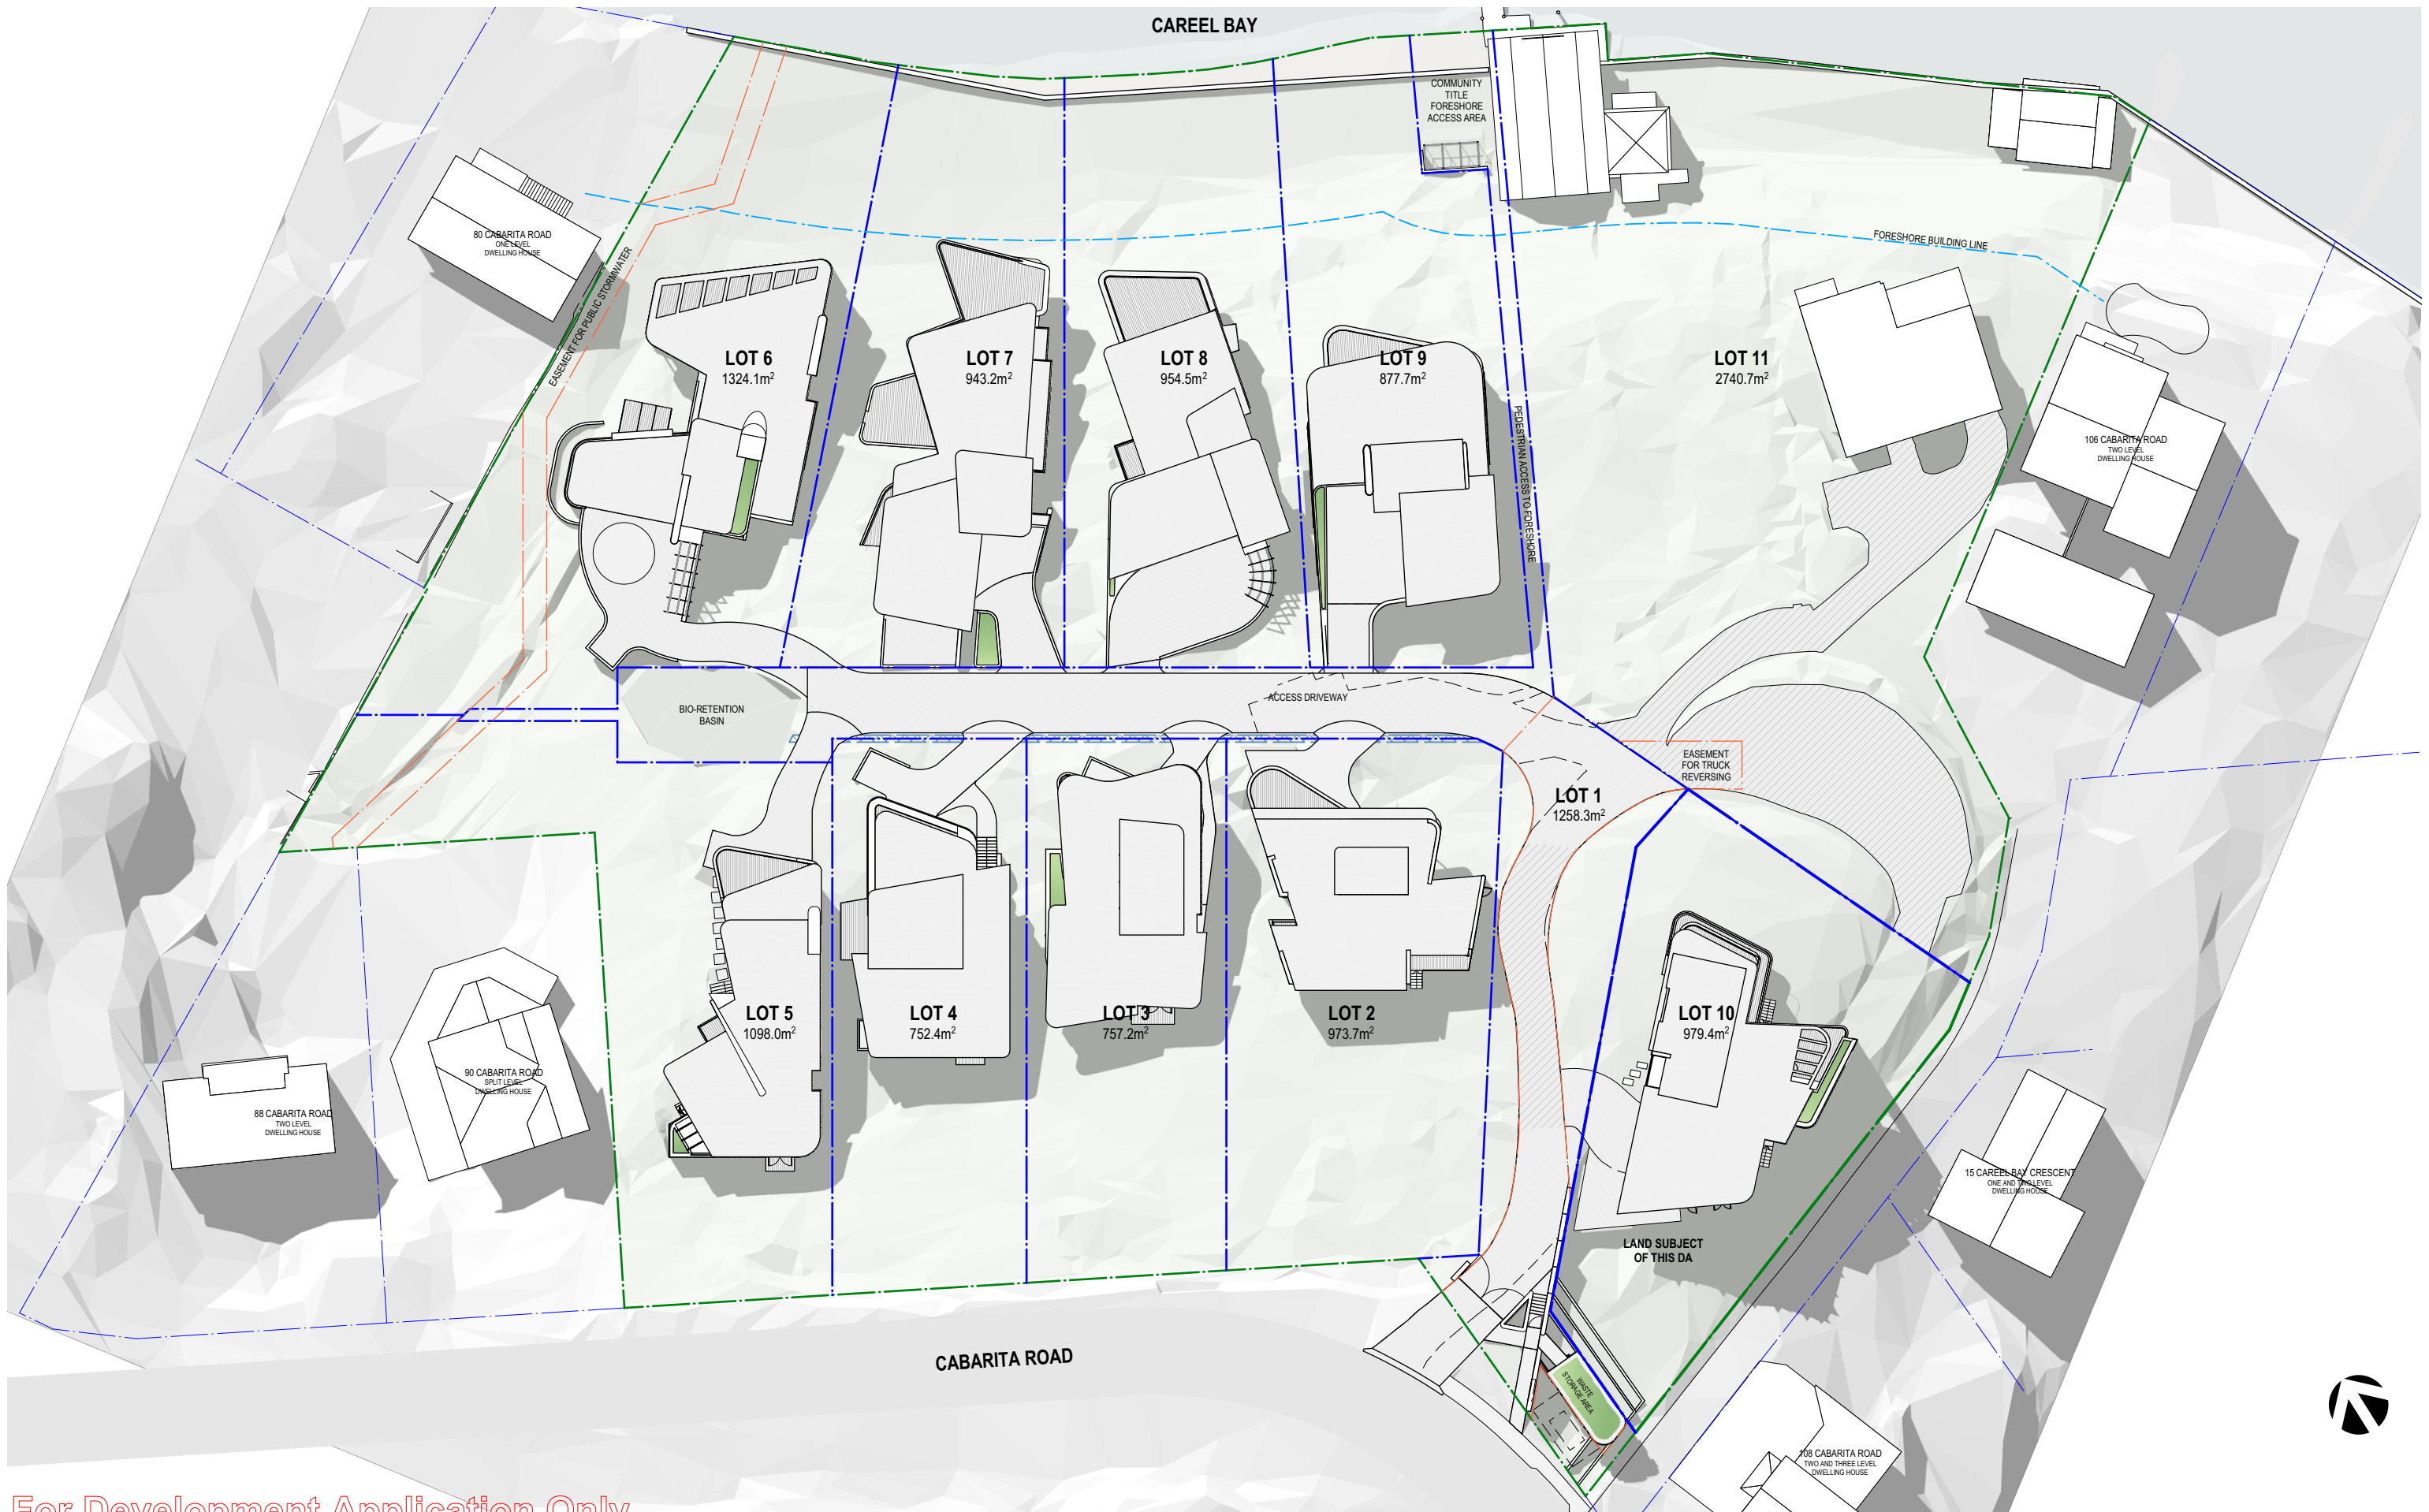 CAREEL BAY
COMMUNITY
TITLE
FORESHORE
ACCESS AREA
80 CABARITA ROAD
ONE LEVEL
DWELLING HOUSE
EASEMENT FOR PUBLIC STORMWATER
FORESHORE BUILDING LINE
LOT 6
1324.1m²
LOT 7
943.2m²
LOT 8
954.5m²
LOT 9
877.7m²
LOT 11
2740.7m²
PEDESTRIAN ACCESS TO FORESHORE
106 CABARITA ROAD
TWO LEVEL
DWELLING HOUSE
BIO-RETENTION
BASIN
ACCESS DRIVEWAY
EASEMENT
FOR TRUCK
REVERSING
LOT 1
1258.3m²
LOT 5
1098.0m²
LOT 4
752.4m²
LOT 3
757.2m²
LOT 2
973.7m²
LOT 10
979.4m²
90 CABARITA ROAD
SPLIT LEVEL
DWELLING HOUSE
88 CABARITA ROAD
TWO LEVEL
DWELLING HOUSE
15 CAREEL BAY CRESCENT
ONE AND TWO LEVEL
DWELLING HOUSE
LAND SUBJECT
OF THIS DA
CABARITA ROAD
WASTE
STORAGE AREA
108 CABARITA ROAD
TWO AND THREE LEVEL
DWELLING HOUSE
For Development Application Only